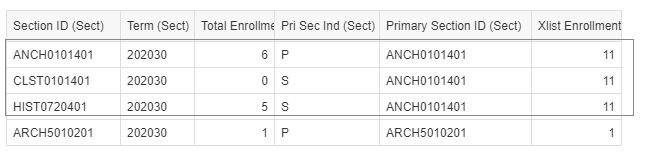 Section ID (Sect) Term (Sect) Total Enrollme Pri Sec Ind (Sect) Primary Section ID (Sect) Xlist Enrollment
ANCH0101401 202030 6 P ANCH0101401 11
CLST0101401 202030 0 S ANCH0101401 11
HIST0720401 202030 5 S ANCH0101401 11
ARCH5010201 202030 1 P ARCH5010201 1